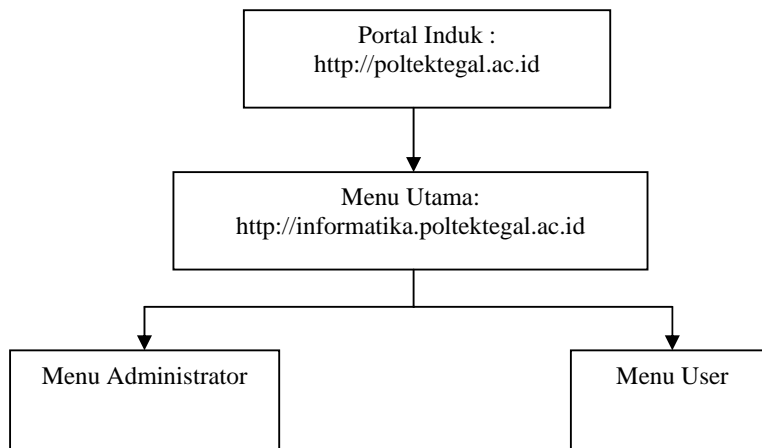 Portal Induk :
http://poltektegal.ac.id
Menu Utama:
http://informatika.poltektegal.ac.id
Menu Administrator
Menu User